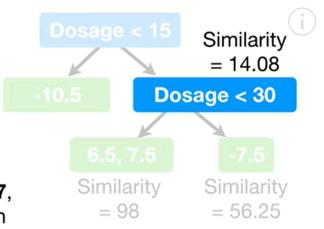 Dosage < 15
Similarity
= 14.08
-10.5
Dosage < 30
6.5, 7.5
-7.5
7,
Similarity
= 98
Similarity
= 56.25